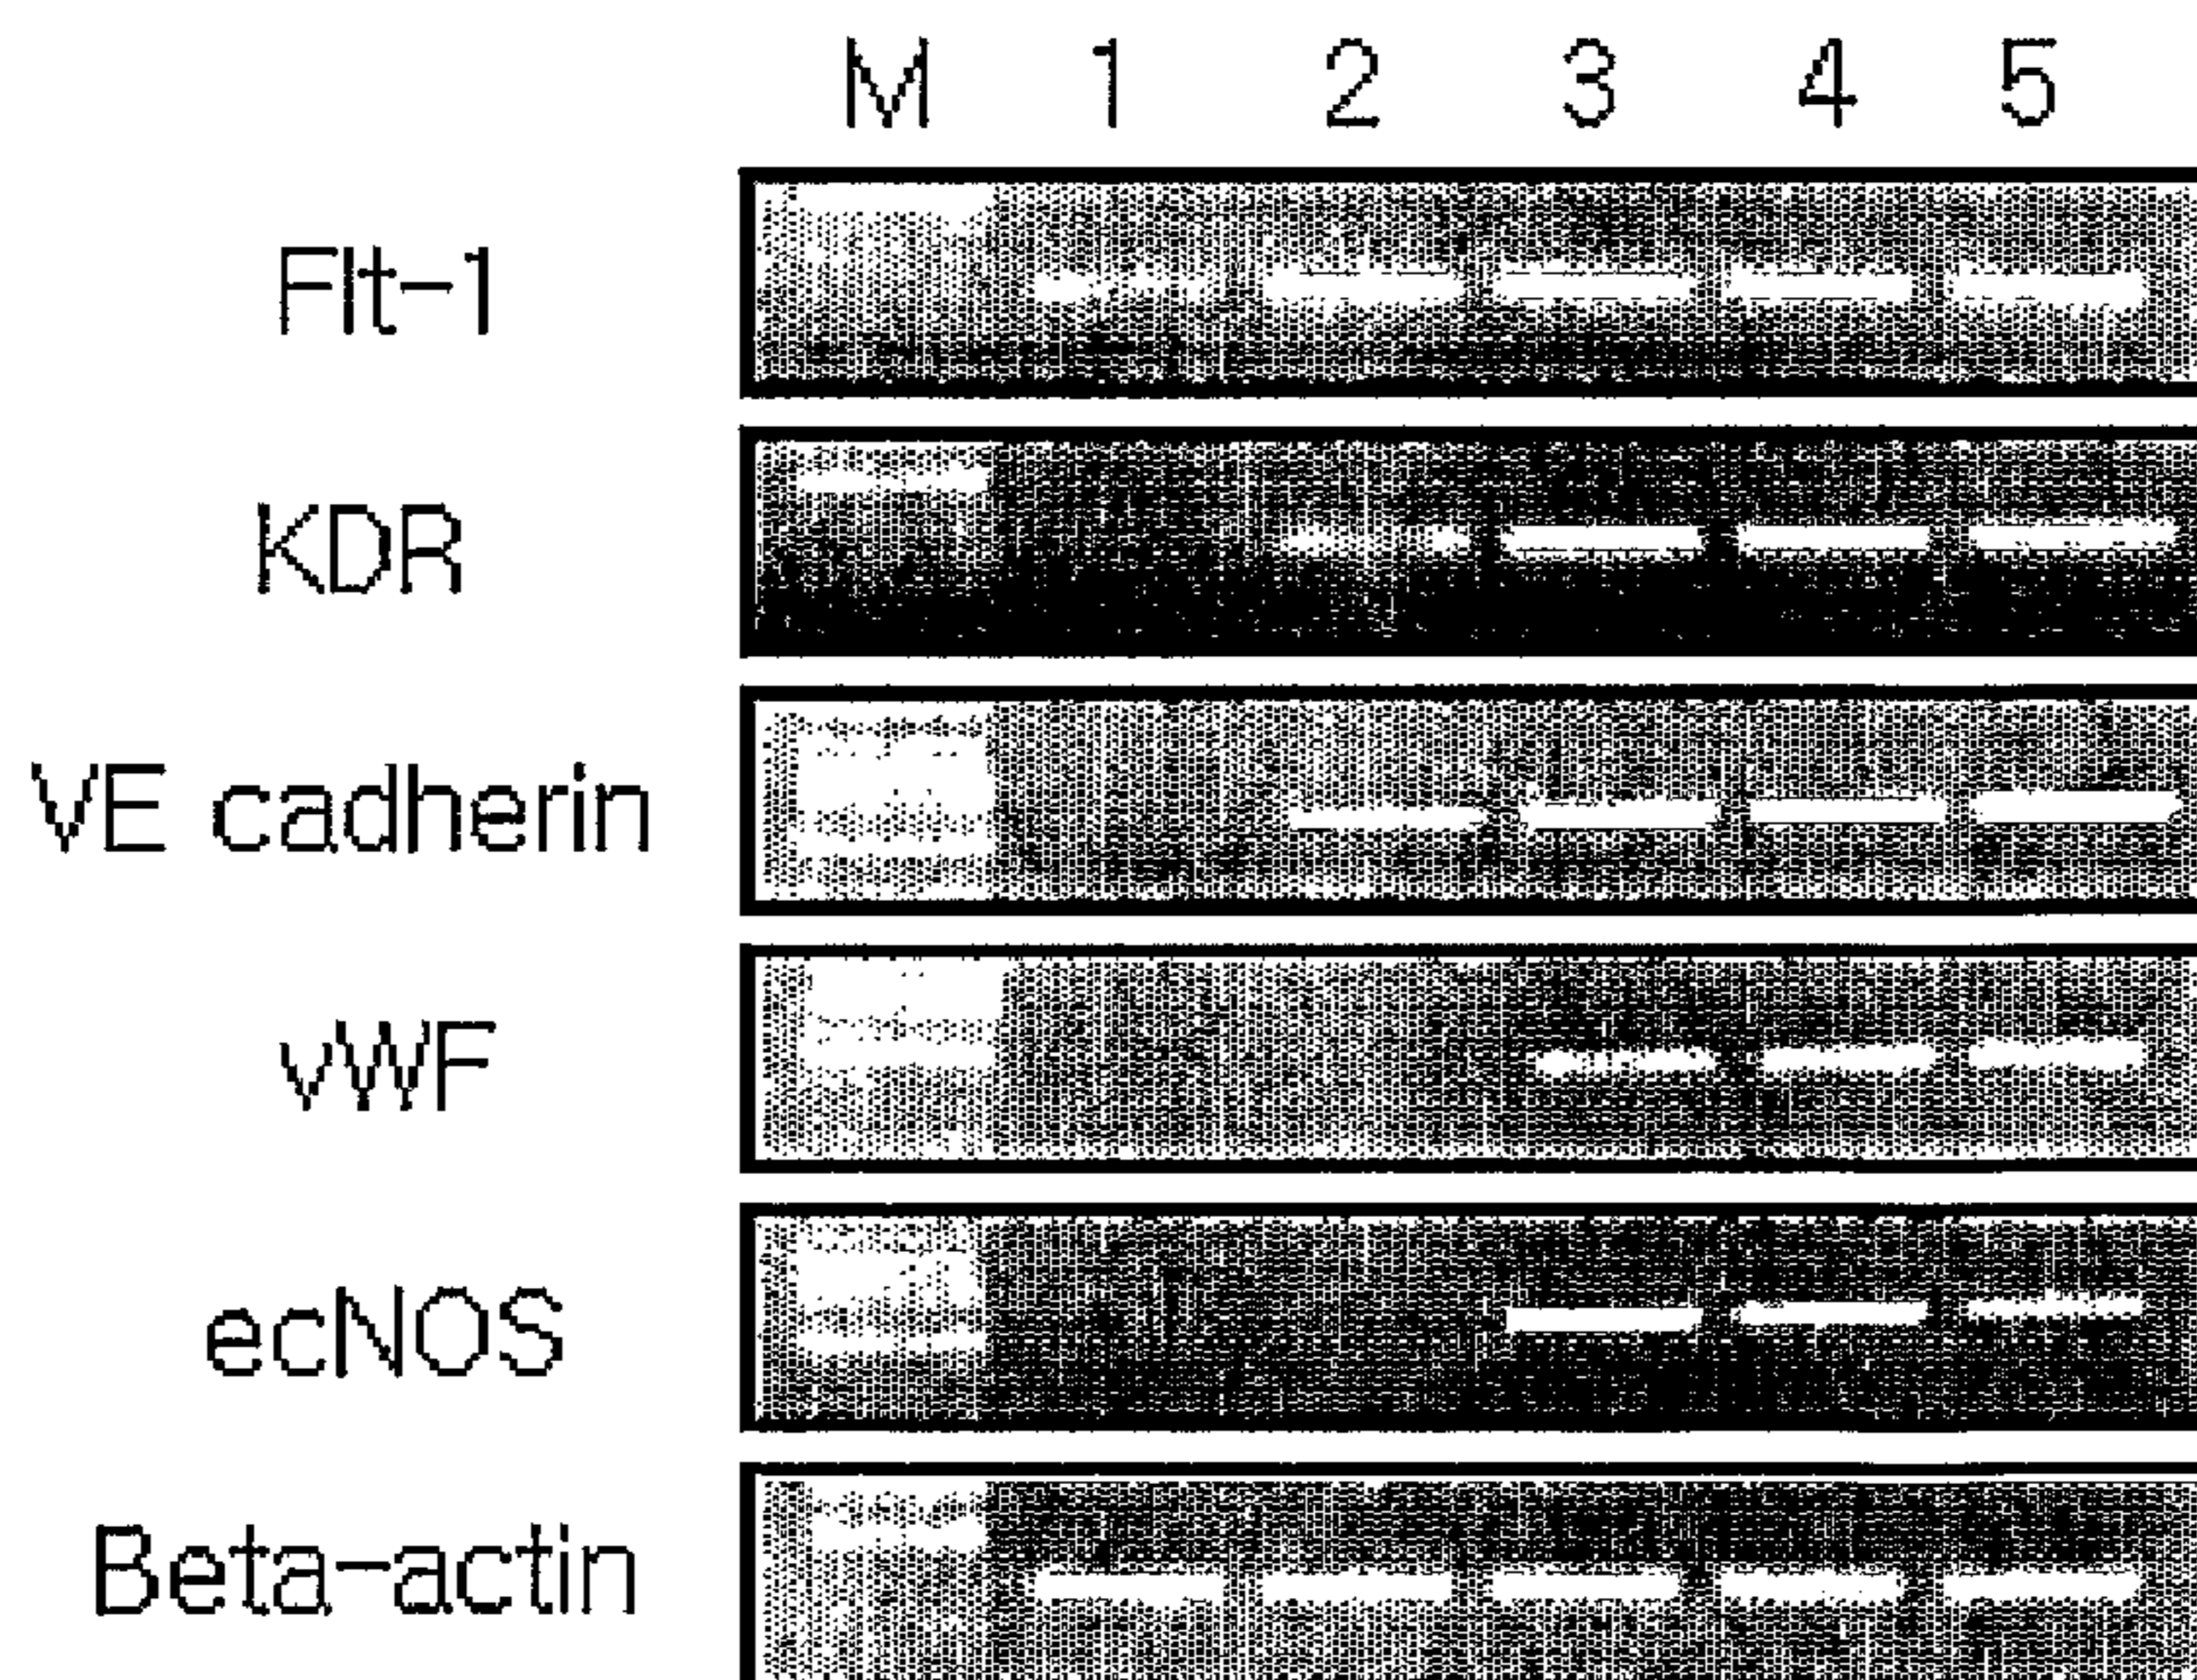 M 1 2 3 4 5
Flt-1
KDR
VE cadherin
vWF
ecNOS
Beta-actin